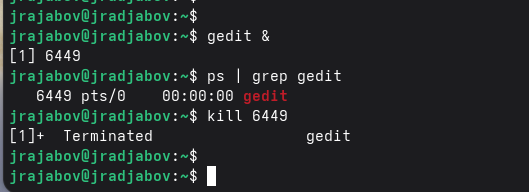 jrajabov@jradjabov:~$
jrajabov@jradjabov:~$ gedit &
[1] 6449
jrajabov@jradjabov:~$ ps | grep gedit
   6449 pts/0    00:00:00 gedit
jrajabov@jradjabov:~$ kill 6449
[1]+  Terminated                 gedit
jrajabov@jradjabov:~$
jrajabov@jradjabov:~$